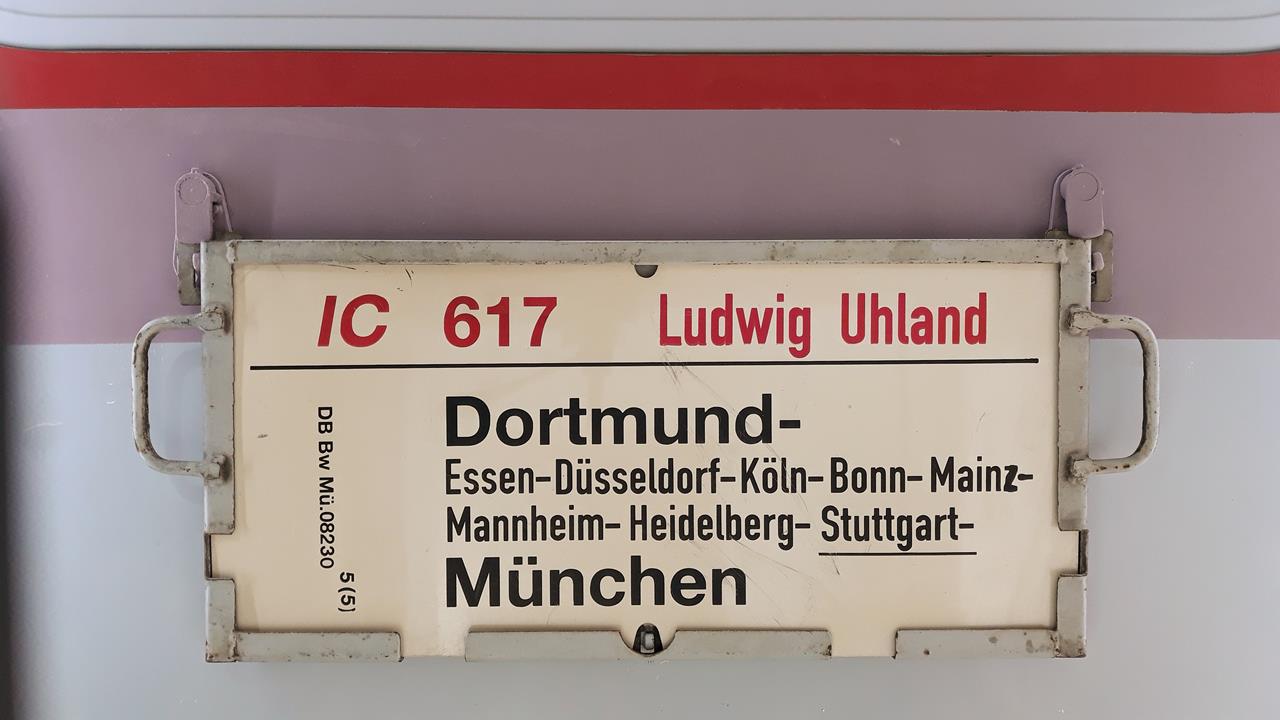 IC 617 Ludwig Uhland
Dortmund-
Essen-Düsseldorf-Köln-Bonn-Mainz-
Mannheim-Heidelberg-Stuttgart-
München
DB Bw Mü.08230
5(5)